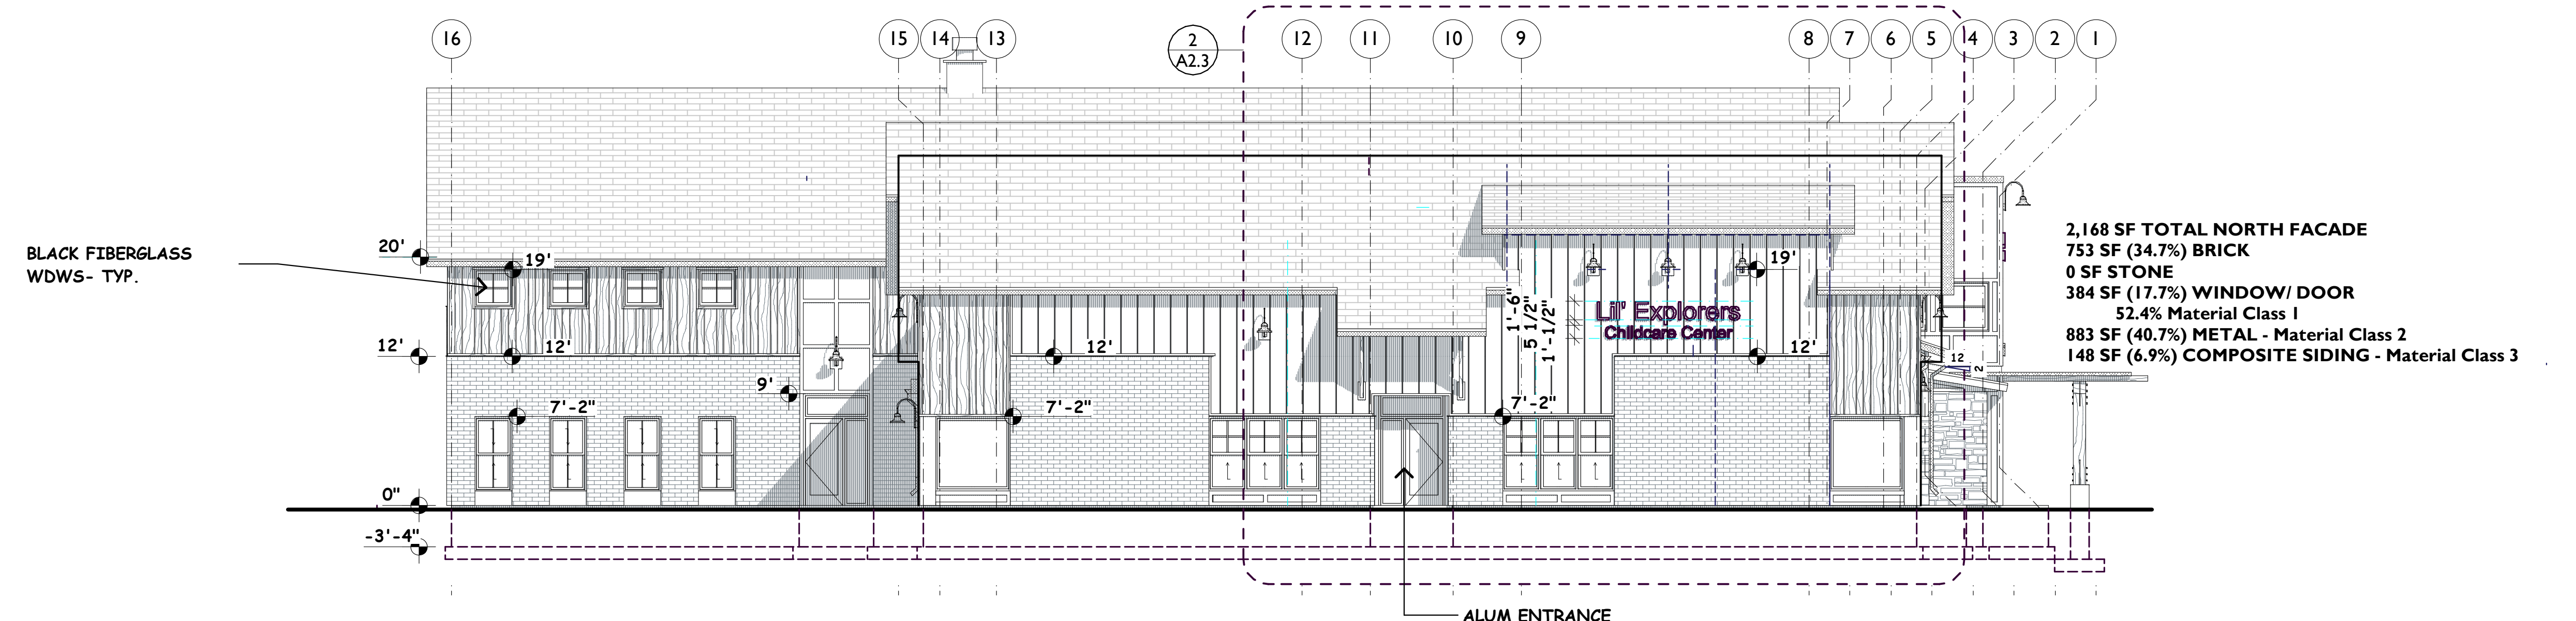 16
15
14
13
2
A2.3
12
11
10
9
8
7
6
5
4
3
2
1
2,168 SF TOTAL NORTH FACADE
753 SF (34.7%) BRICK
0 SF STONE
384 SF (17.7%) WINDOW/ DOOR
52.4% Material Class 1
883 SF (40.7%) METAL - Material Class 2
148 SF (6.9%) COMPOSITE SIDING - Material Class 3
BLACK FIBERGLASS
WDWS- TYP.
20'
19'
19'
1'-6"
5 1/2"
1'-1/2"
Lil' Explorers
Childcare Center
12'
12'
12'
12'
12
2
9'
7'-2"
7'-2"
7'-2"
0"
-3'-4"
ALUM ENTRANCE